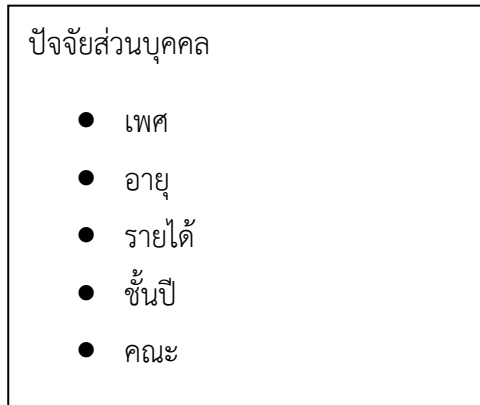 ปัจจัยส่วนบุคคล
● เพศ
● อายุ
● รายได้
● ชั้นปี
● คณะ